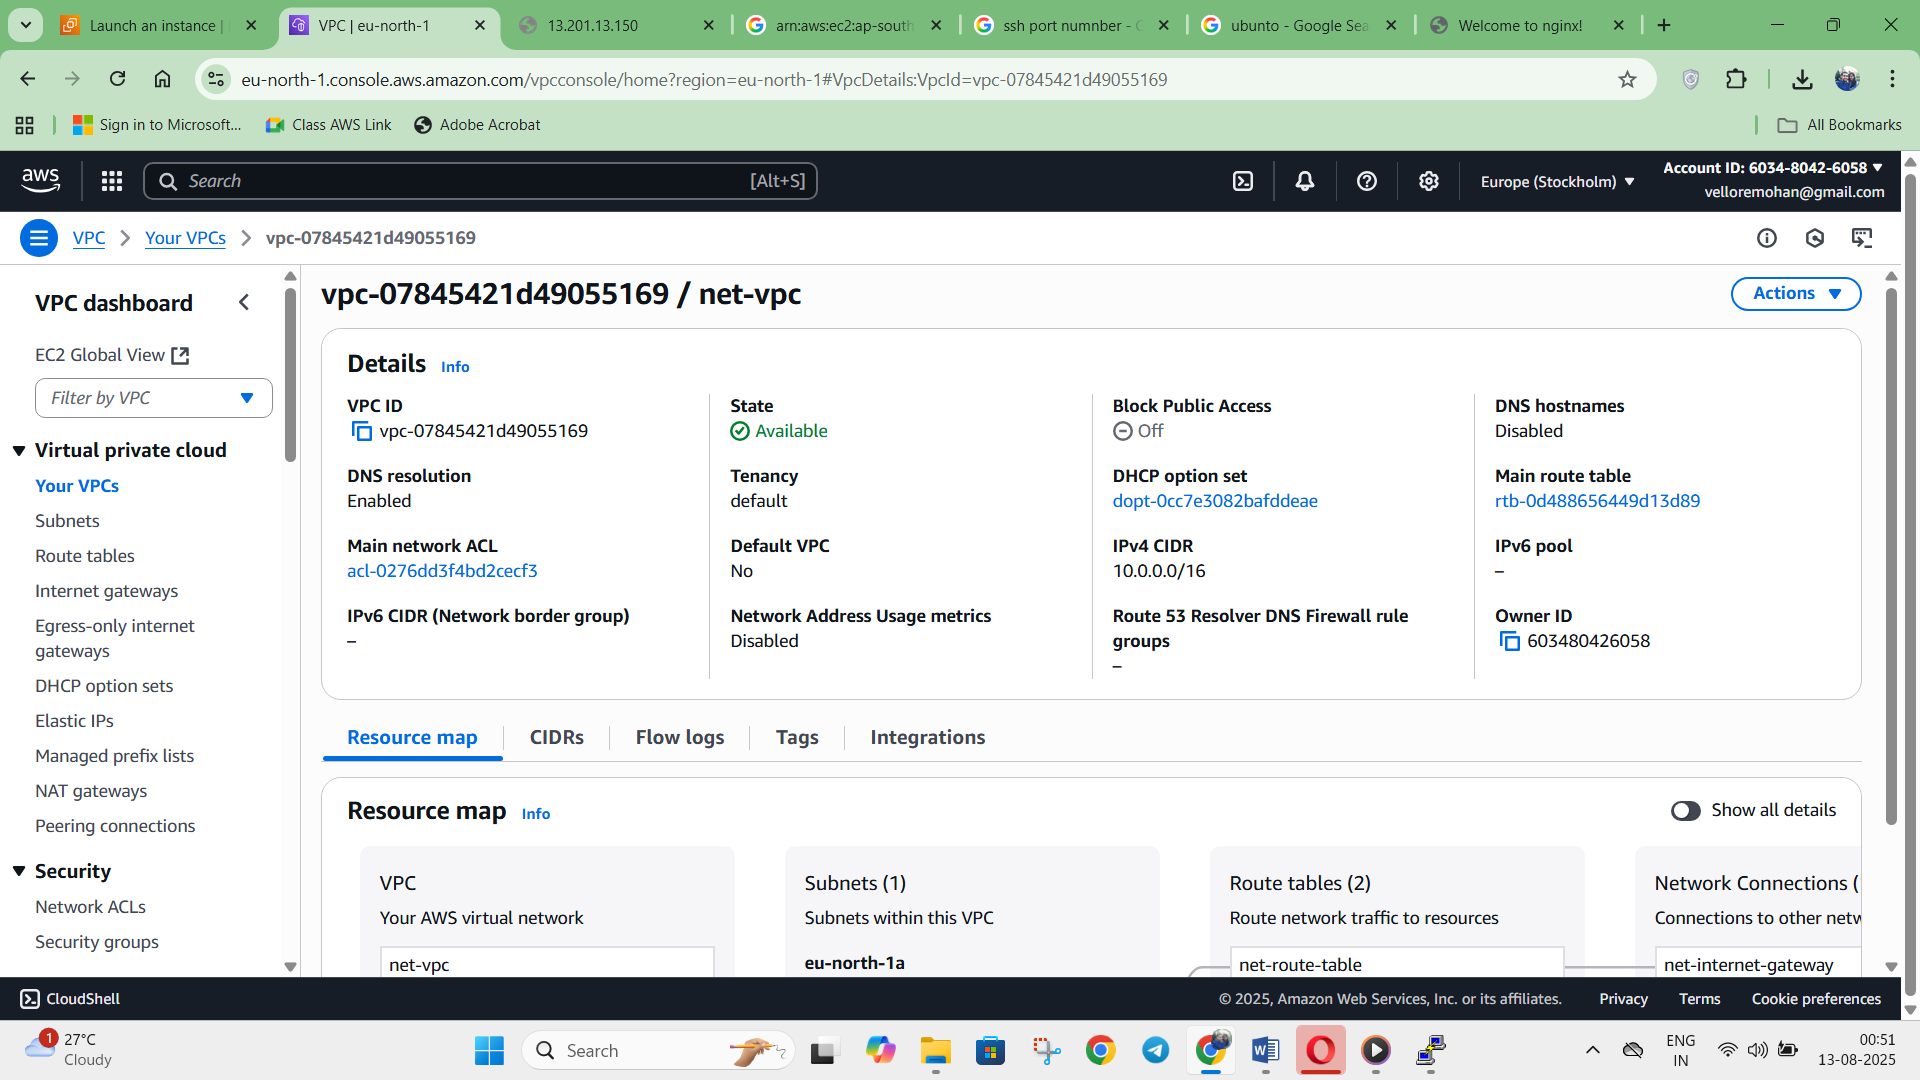 Launch an instance |
VPC | eu-north-1
13.201.13.150
arn:aws:ec2:ap-south
ssh port numnber - G
ubunto - Google Sea
Welcome to nginx!
eu-north-1.console.aws.amazon.com/vpcconsole/home?region=eu-north-1#VpcDetails:VpcId=vpc-07845421d49055169
Sign in to Microsoft...
Class AWS Link
Adobe Acrobat
All Bookmarks
aws
Search
[Alt+S]
Europe (Stockholm)
Account ID: 6034-8042-6058
velloremohan@gmail.com
VPC
Your VPCs
vpc-07845421d49055169
VPC dashboard
EC2 Global View
Filter by VPC
Virtual private cloud
Your VPCs
Subnets
Route tables
Internet gateways
Egress-only internet
gateways
DHCP option sets
Elastic IPs
Managed prefix lists
NAT gateways
Peering connections
Security
Network ACLs
Security groups
vpc-07845421d49055169 / net-vpc
Actions
Details Info
VPC ID
vpc-07845421d49055169
State
Available
Block Public Access
Off
DNS hostnames
Disabled
DNS resolution
Enabled
Tenancy
default
DHCP option set
dopt-0cc7e3082bafddeae
Main route table
rtb-0d488656449d13d89
Main network ACL
acl-0276dd3f4bd2cecf3
Default VPC
No
IPv4 CIDR
10.0.0.0/16
IPv6 pool
–
IPv6 CIDR (Network border group)
–
Network Address Usage metrics
Disabled
Route 53 Resolver DNS Firewall rule
groups
–
Owner ID
603480426058
Resource map
CIDRs
Flow logs
Tags
Integrations
Resource map Info
Show all details
VPC
Your AWS virtual network
net-vpc
Subnets (1)
Subnets within this VPC
eu-north-1a
Route tables (2)
Route network traffic to resources
net-route-table
Network Connections (
Connections to other netw
net-internet-gateway
CloudShell
© 2025, Amazon Web Services, Inc. or its affiliates.
Privacy
Terms
Cookie preferences
1
27°C
Cloudy
Search
ENG
IN
00:51
13-08-2025